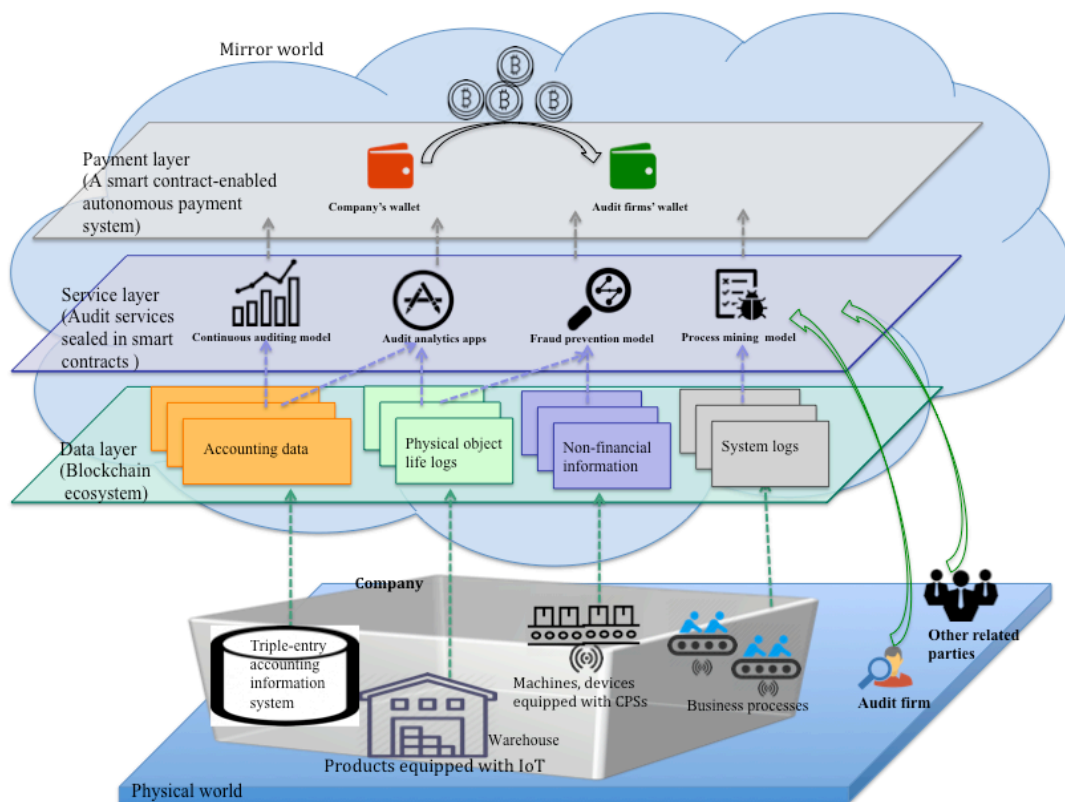 Mirror world
Payment layer
(A smart contract-enabled
autonomous payment
system)
Company's wallet
Audit firms' wallet
Service layer
(Audit services
sealed in smart
contracts )
Continuous auditing model
Audit analytics apps
Fraud prevention model
Process mining model
Data layer
(Blockchain
ecosystem)
Accounting data
Physical object
life logs
Non-financial
information
System logs
Company
Triple-entry
accounting
information
system
Warehouse
Products equipped with IoT
Machines, devices
equipped with CPSs
Business processes
Other related
parties
Audit firm
Physical world